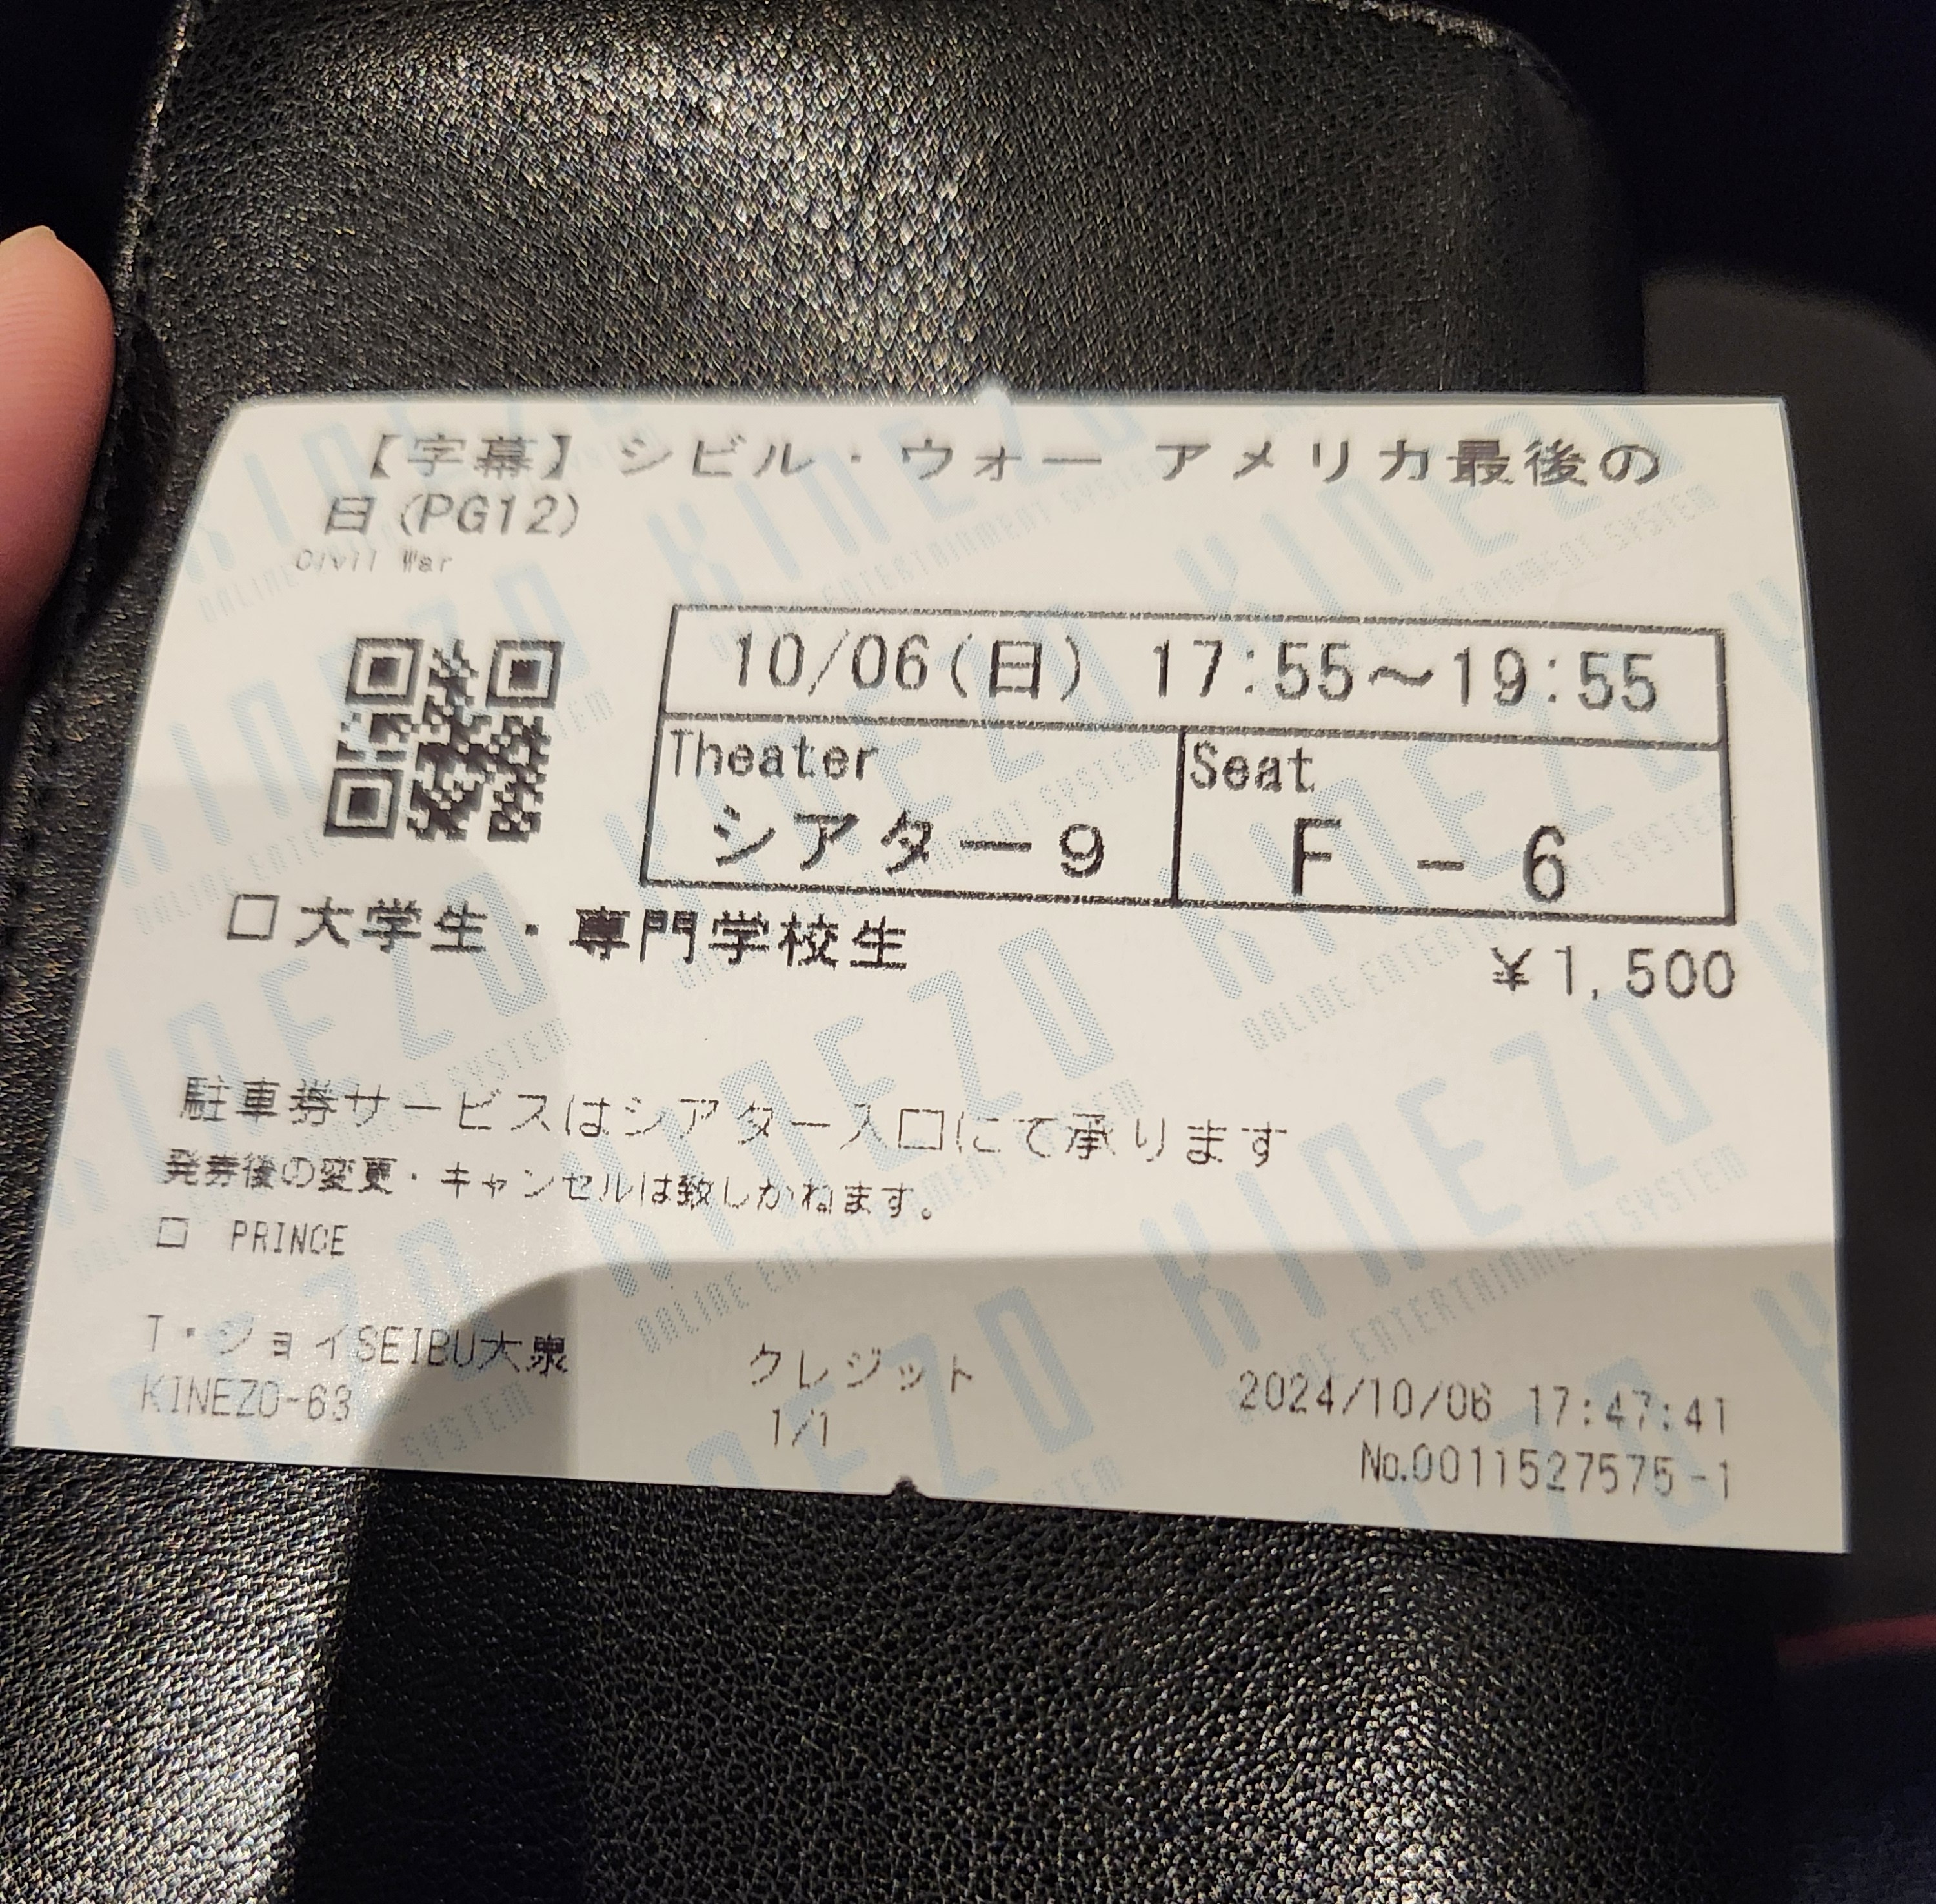 【字幕】シビル・ウォー アメリカ最後の
日(PG12)
Civil War
10/06(日) 17:55～19:55
Theater
シアター9
Seat
F - 6
□大学生・専門学校生
¥1,500
駐車券サービスはシアター入口にて承ります
発券後の変更・キャンセルは致しかねます。
□ PRINCE
T・ジョイSEIBU大泉
KINEZO-63
クレジット
1/1
2024/10/06 17:47:41
No.0011527575-1
KINEZO
ONLINE ENTERTAINMENT SYSTEM